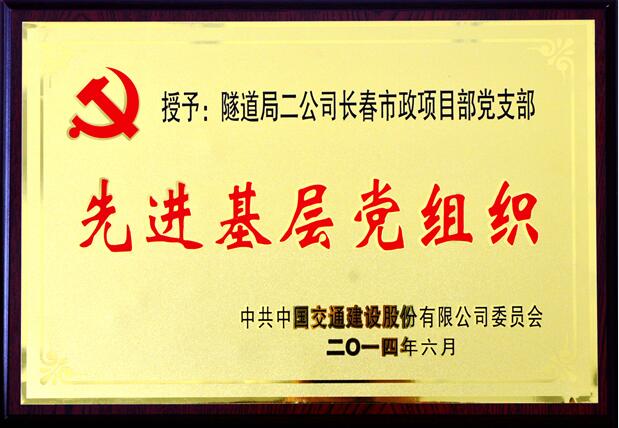 授予：隧道局二公司长春市政项目部党支部
先进基层党组织
中共中国交通建设股份有限公司委员会
二〇一四年六月